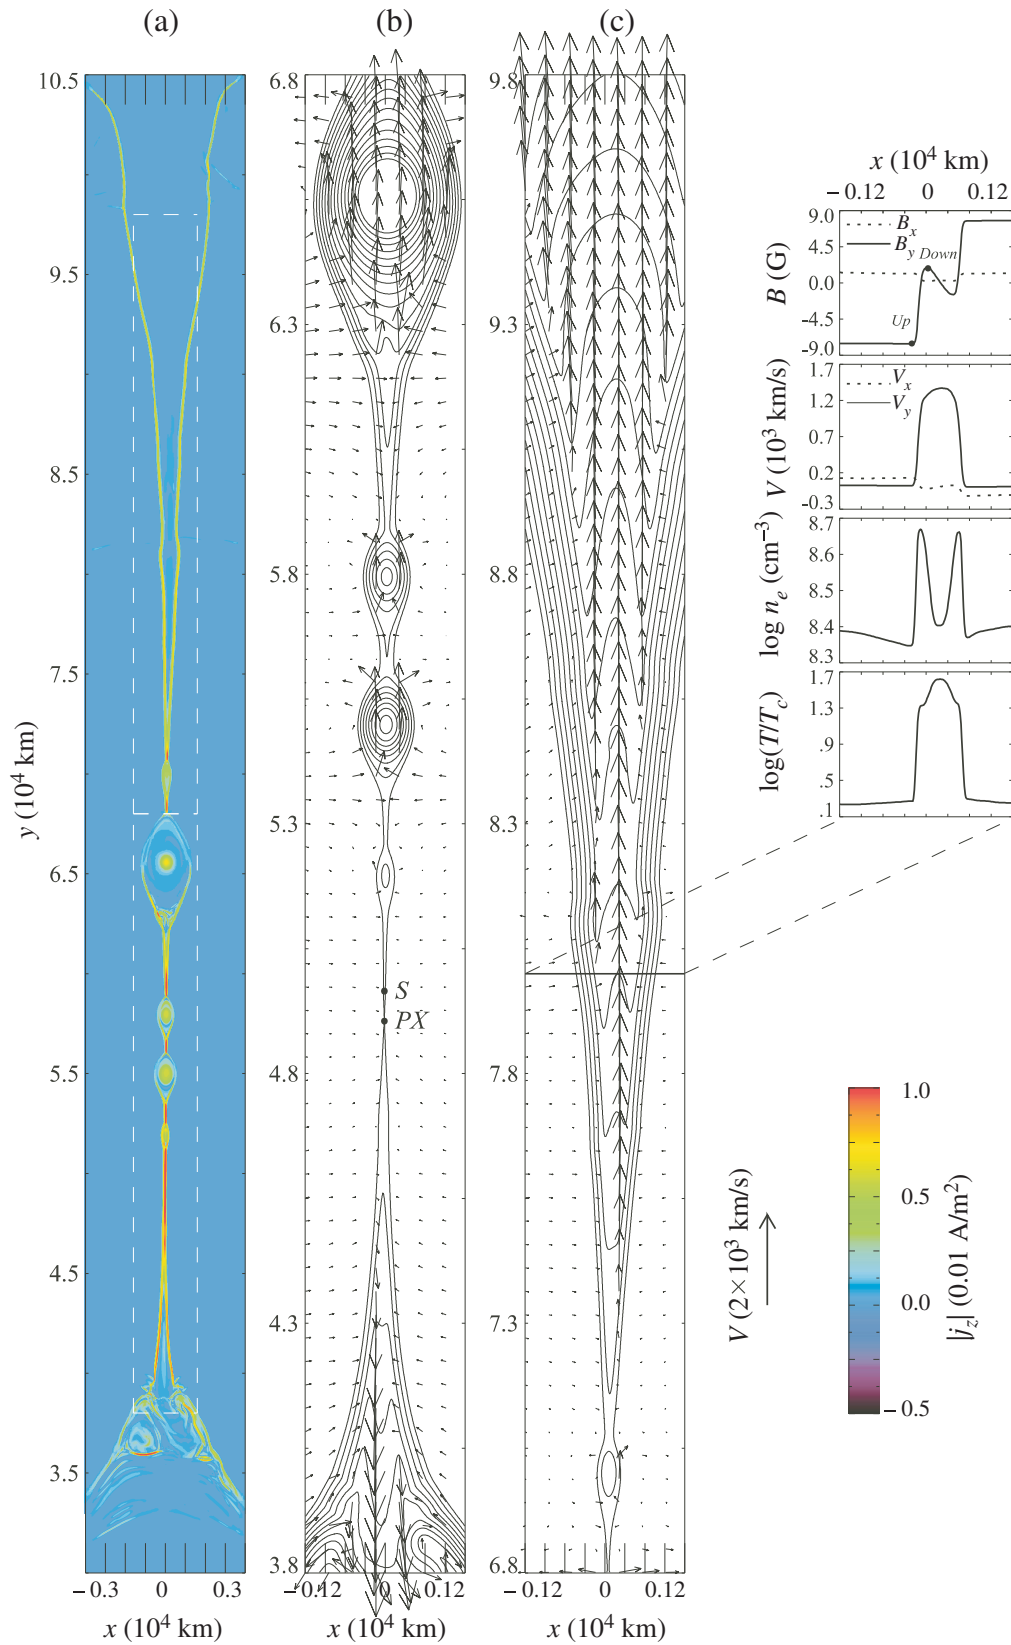 (a)
(b)
(c)
10.5
9.5
8.5
7.5
6.5
5.5
4.5
3.5
y (10⁴ km)
−0.3
0
0.3
x (10⁴ km)
6.8
6.3
5.8
5.3
4.8
4.3
3.8
S
PX
−0.12
0
0.12
x (10⁴ km)
9.8
9.3
8.8
8.3
7.8
7.3
6.8
−0.12
0
0.12
x (10⁴ km)
x (10⁴ km)
−0.12
0
0.12
B (G)
9.0
4.5
0.0
-4.5
-9.0
Bₓ
B_y
Down
Up
V (10³ km/s)
1.7
1.2
0.7
0.2
−0.3
Vₓ
V_y
log nₑ (cm⁻³)
8.7
8.6
8.5
8.4
8.3
log(T/T_c)
1.7
1.3
.5
.1
V (2×10³ km/s)
1.0
0.5
0.0
−0.5
|j_z| (0.01 A/m²)